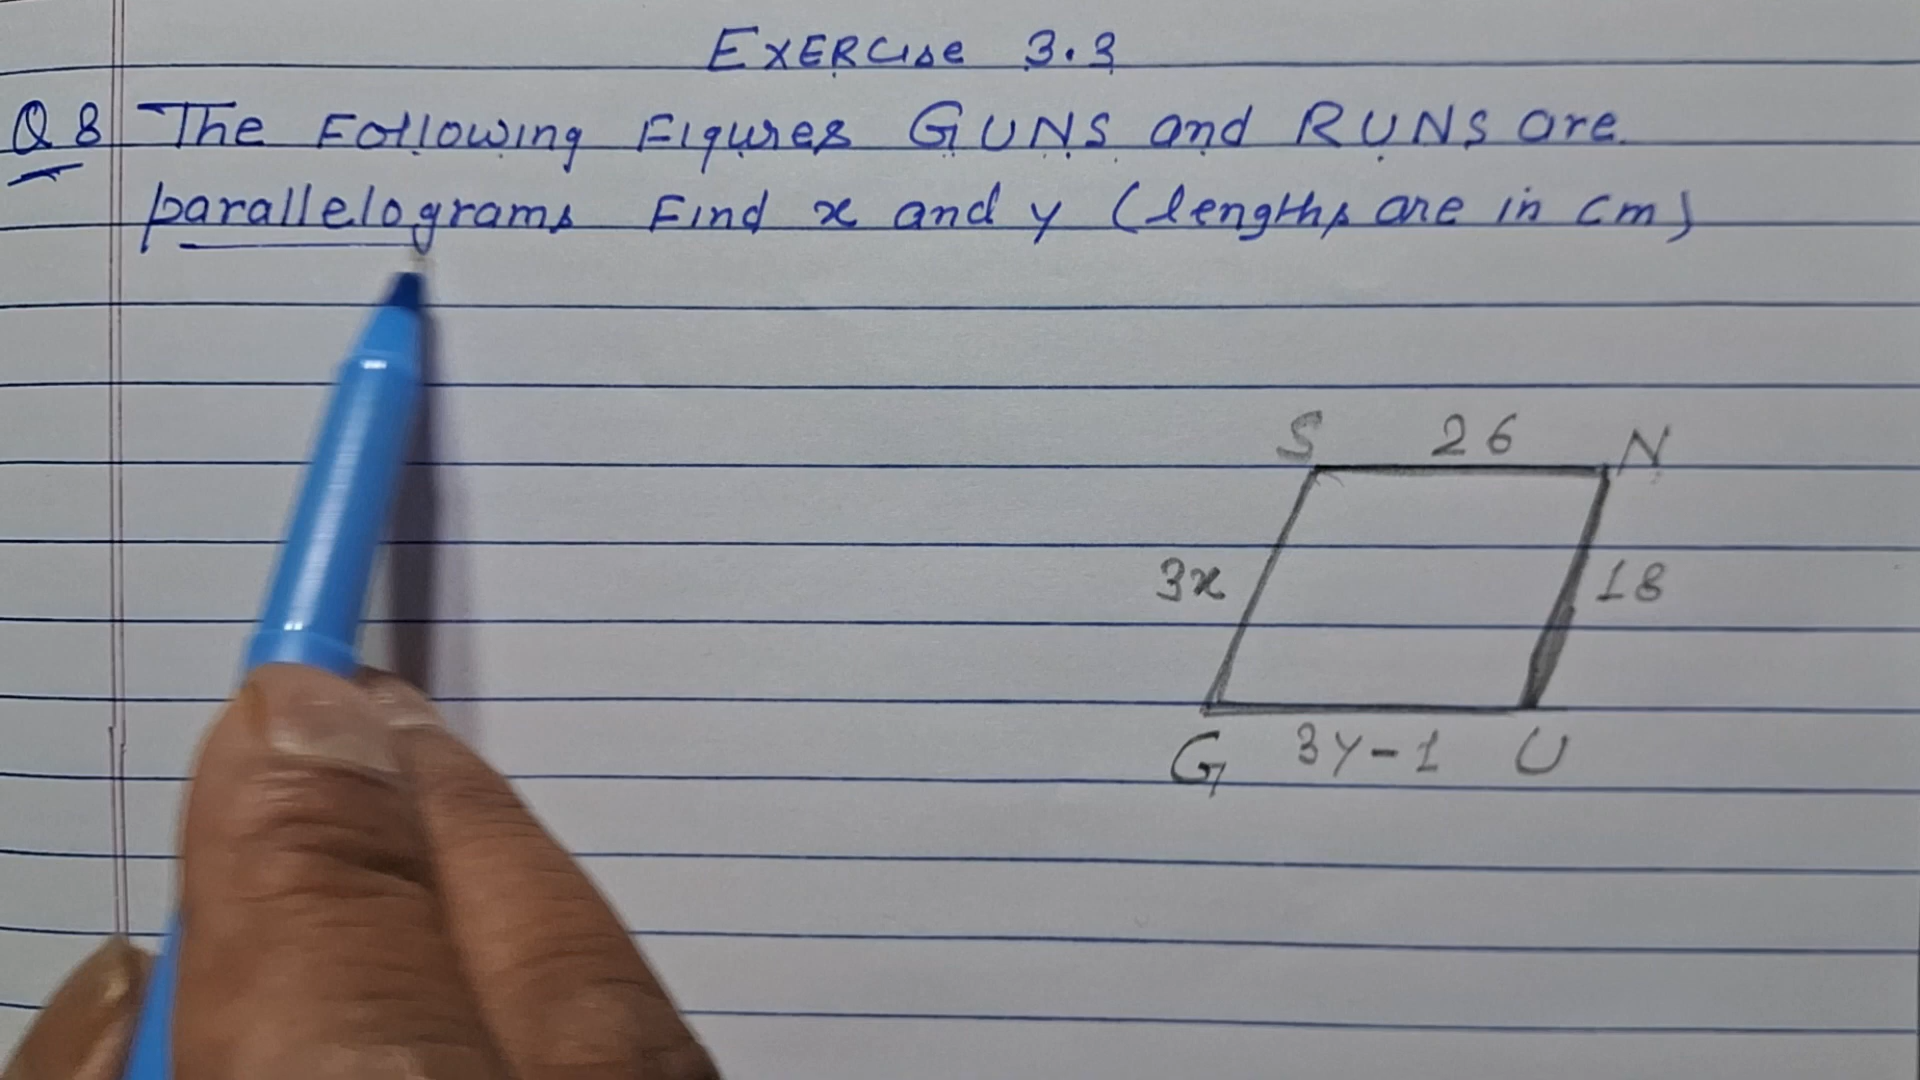 EXERCise 3.3
Q 8 The Following Figures GUNS and RUNS are
parallelograms Find x and y (lengths are in cm)
S 26 N
3x 18
G 3y-1 U